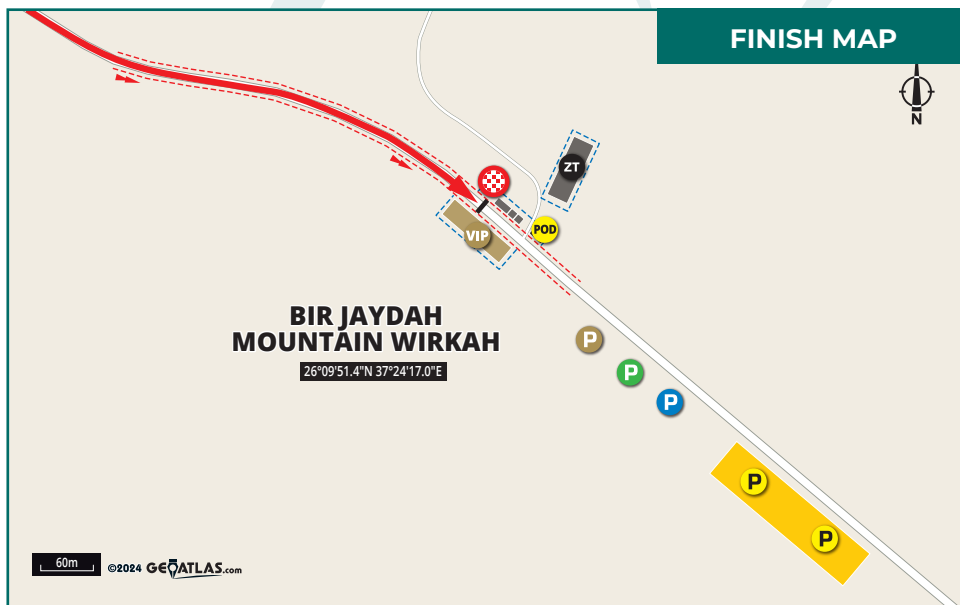 FINISH MAP
N
ZT
VIP
POD
BIR JAYDAH
MOUNTAIN WIRKAH
26°09'51.4"N 37°24'17.0"E
P
P
P
P
P
60m
©2024 GEOATLAS.com